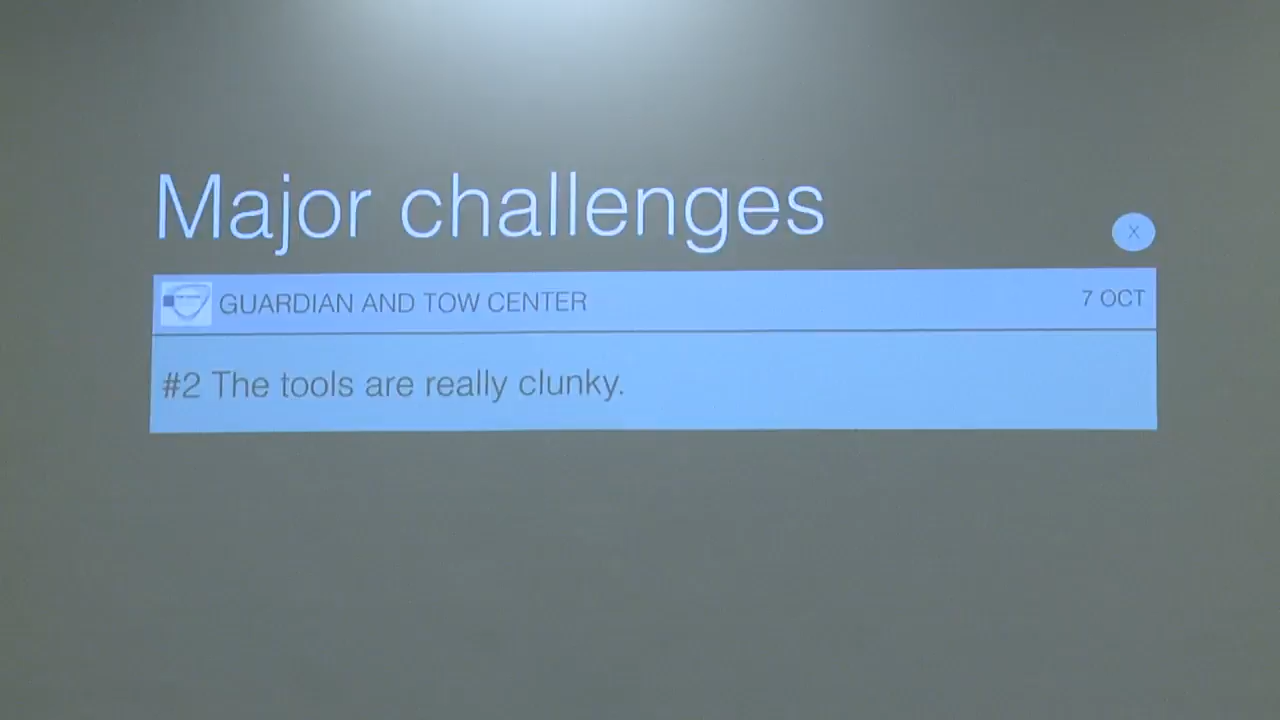 Major challenges
X
GUARDIAN AND TOW CENTER
7 OCT
#2 The tools are really clunky.